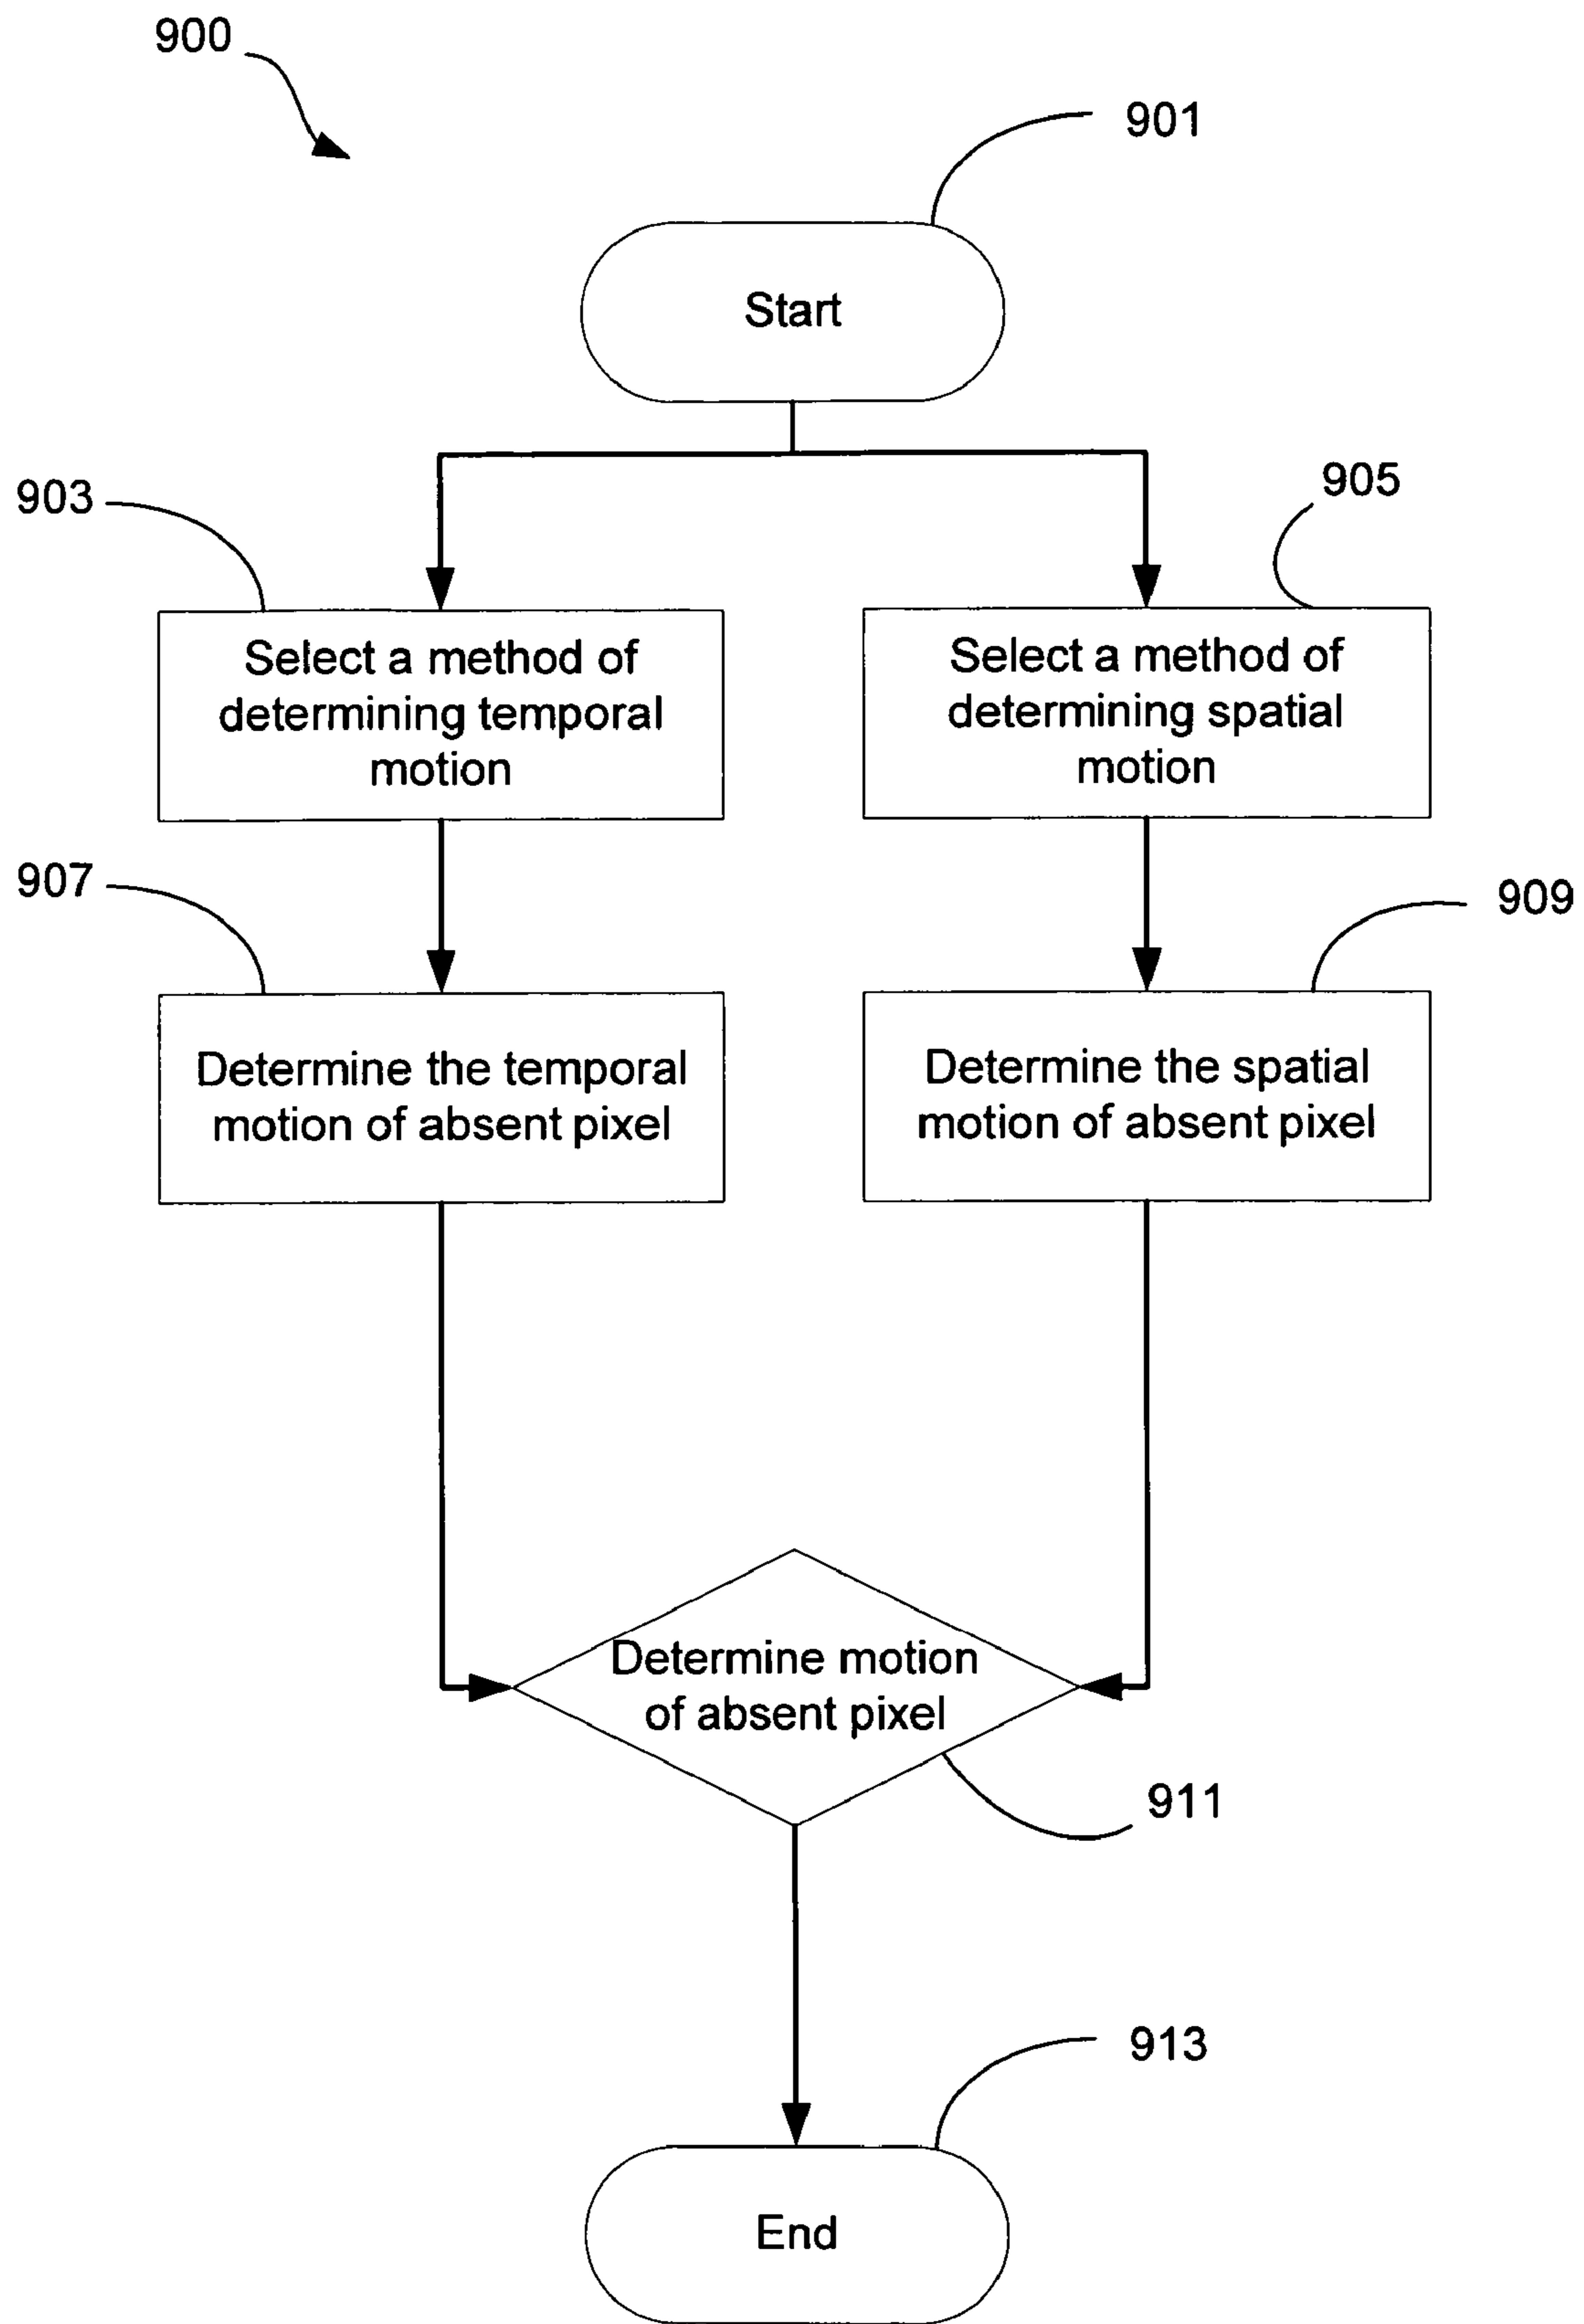 900
901
Start
903
905
Select a method of
determining temporal
motion
Select a method of
determining spatial
motion
907
909
Determine the temporal
motion of absent pixel
Determine the spatial
motion of absent pixel
Determine motion
of absent pixel
911
913
End